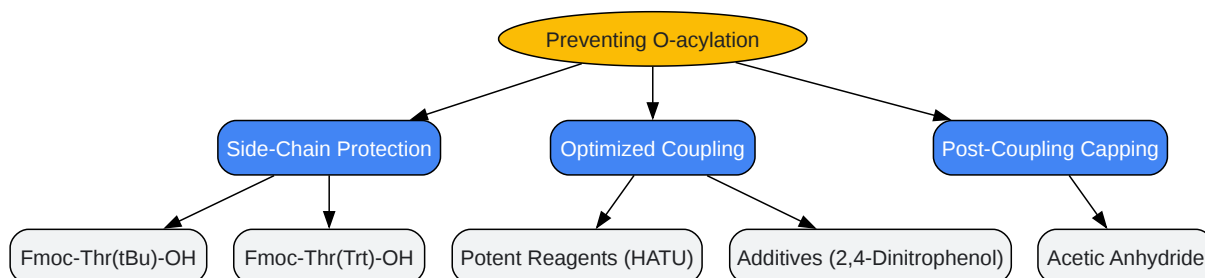 Preventing O-acylation
Side-Chain Protection
Optimized Coupling
Post-Coupling Capping
Fmoc-Thr(tBu)-OH
Fmoc-Thr(Trt)-OH
Potent Reagents (HATU)
Additives (2,4-Dinitrophenol)
Acetic Anhydride